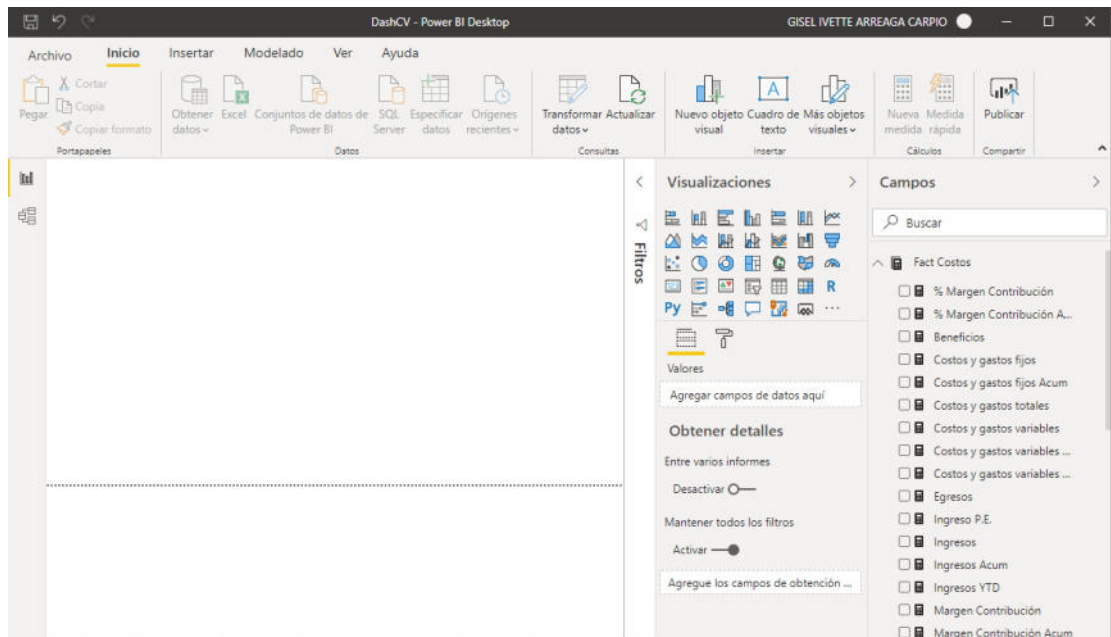 DashCV - Power BI Desktop
GISEL IVETTE ARREAGA CARPIO
Archivo Inicio Insertar Modelado Ver Ayuda
Pegar
Cortar
Copia
Copiar formato
Portapapeles
Obtener datos
Excel
Conjuntos de datos de Power BI
SQL Server
Especificar datos
Orígenes recientes
Datos
Transformar datos
Actualizar
Consultas
Nuevo objeto visual
Cuadro de texto
Más objetos visuales
Insertar
Nueva medida
Medida rápida
Cálculos
Publicar
Compartir
Filtros
Visualizaciones
R
Py
Valores
Agregar campos de datos aquí
Obtener detalles
Entre varios informes
Desactivar
Mantener todos los filtros
Activar
Agregue los campos de obtención ...
Campos
Buscar
Fact Costos
% Margen Contribución
% Margen Contribución A...
Beneficios
Costos y gastos fijos
Costos y gastos fijos Acum
Costos y gastos totales
Costos y gastos variables
Costos y gastos variables ...
Costos y gastos variables ...
Egresos
Ingreso P.E.
Ingresos
Ingresos Acum
Ingresos YTD
Margen Contribución
Margen Contribución Acum